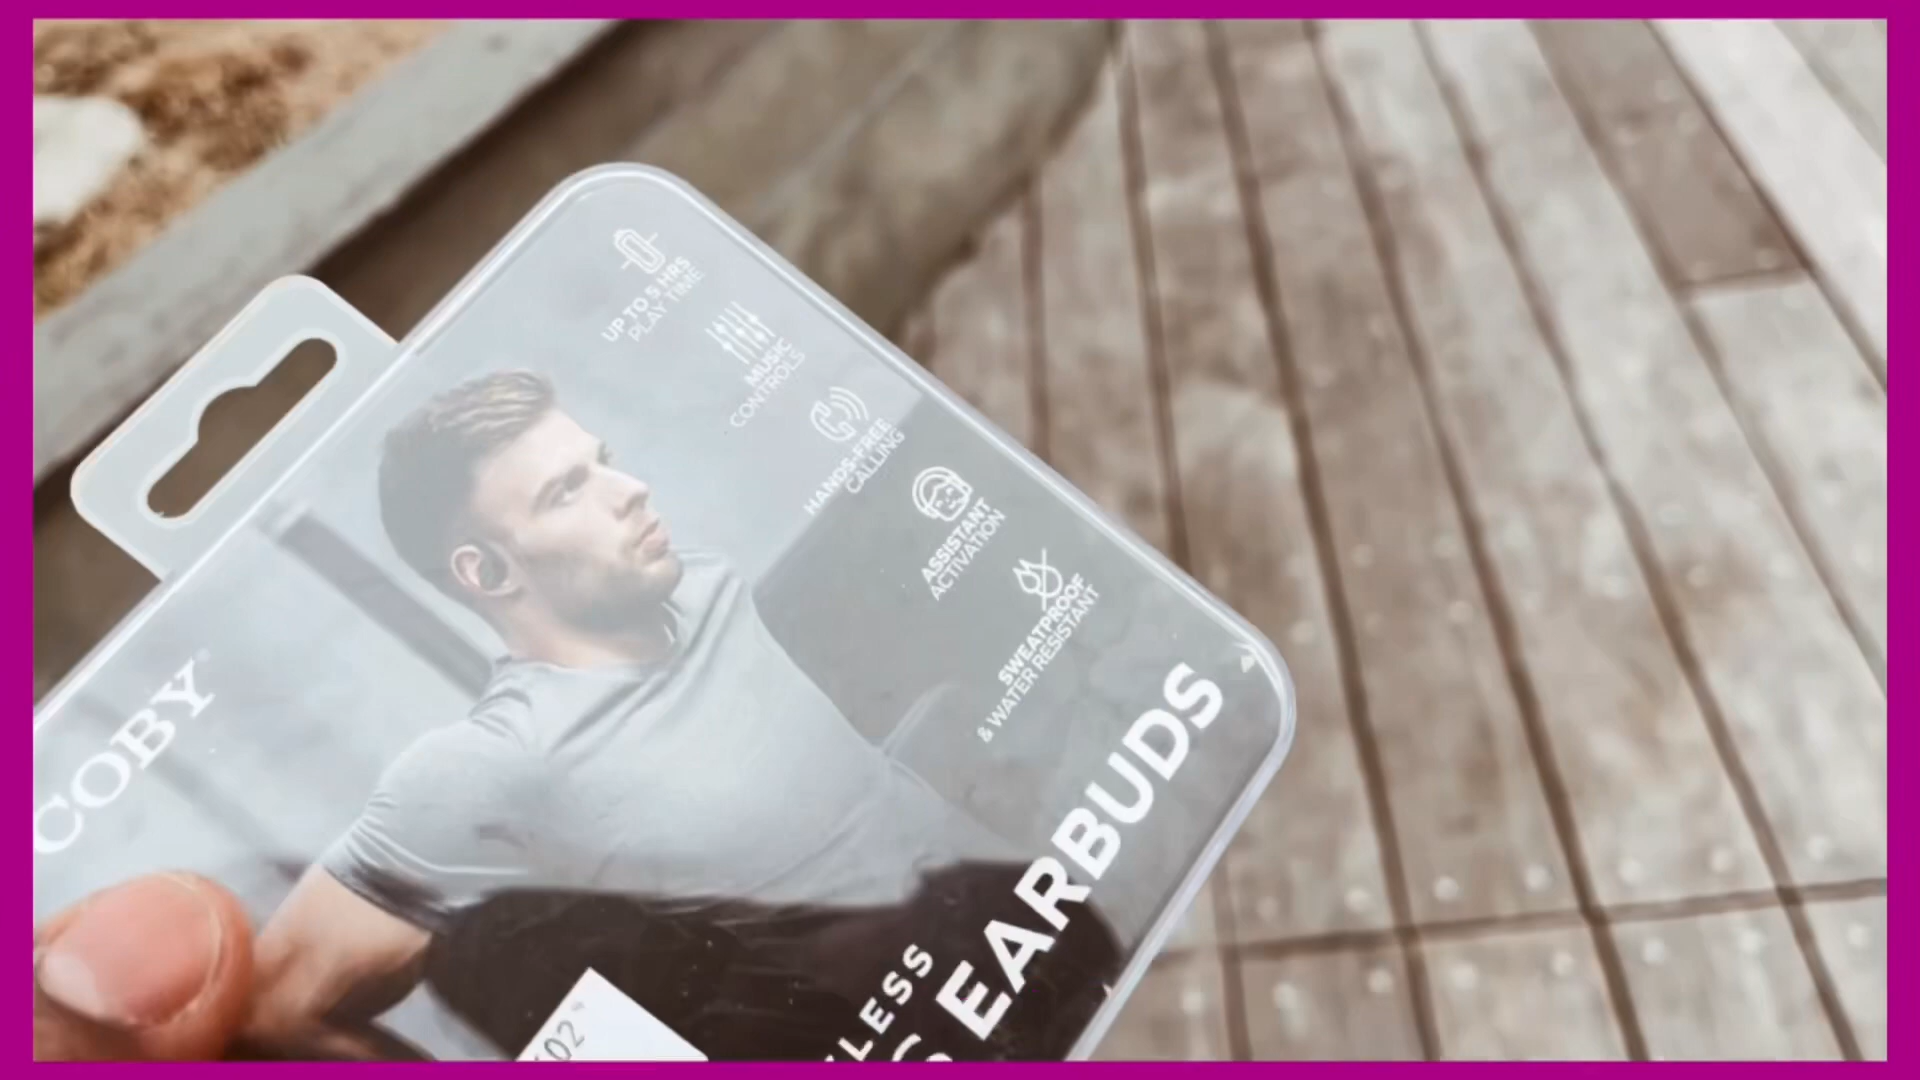 UP TO 5 HRS
PLAY TIME
MUSIC
CONTROLS
HANDS-FREE
CALLING
ASSISTANT
ACTIVATION
SWEATPROOF
& WATER RESISTANT
COBY
EARBUDS